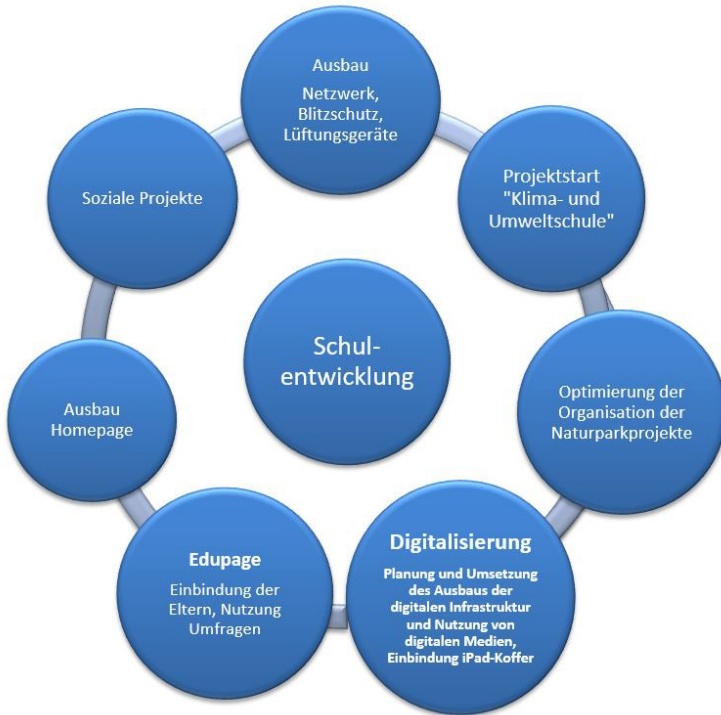 Ausbau
Netzwerk,
Blitzschutz,
Lüftungsgeräte
Projektstart
"Klima- und
Umweltschule"
Optimierung der
Organisation der
Naturparkprojekte
Digitalisierung
Planung und Umsetzung
des Ausbaus der
digitalen Infrastruktur
und Nutzung von
digitalen Medien,
Einbindung iPad-Koffer
Edupage
Einbindung der
Eltern, Nutzung
Umfragen
Ausbau
Homepage
Soziale Projekte
Schul-
entwicklung